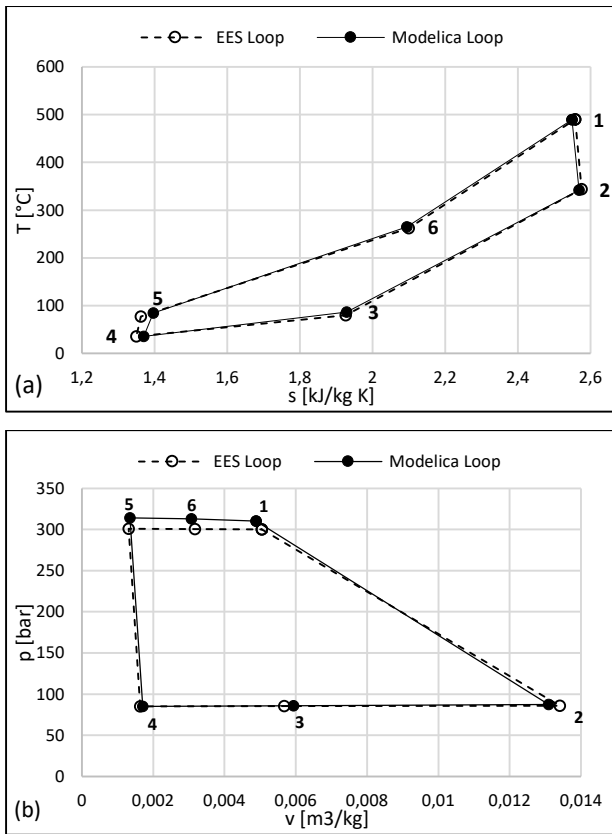 EES Loop Modelica Loop
600
500
400
300
200
100
0
T [°C]
1
2
6
5
3
4
1,2 1,4 1,6 1,8 2 2,2 2,4 2,6
s [kJ/kg K]
(a)
EES Loop Modelica Loop
350
300
250
200
150
100
50
0
p [bar]
5 6 1
4 3 2
0 0,002 0,004 0,006 0,008 0,01 0,012 0,014
v [m3/kg]
(b)